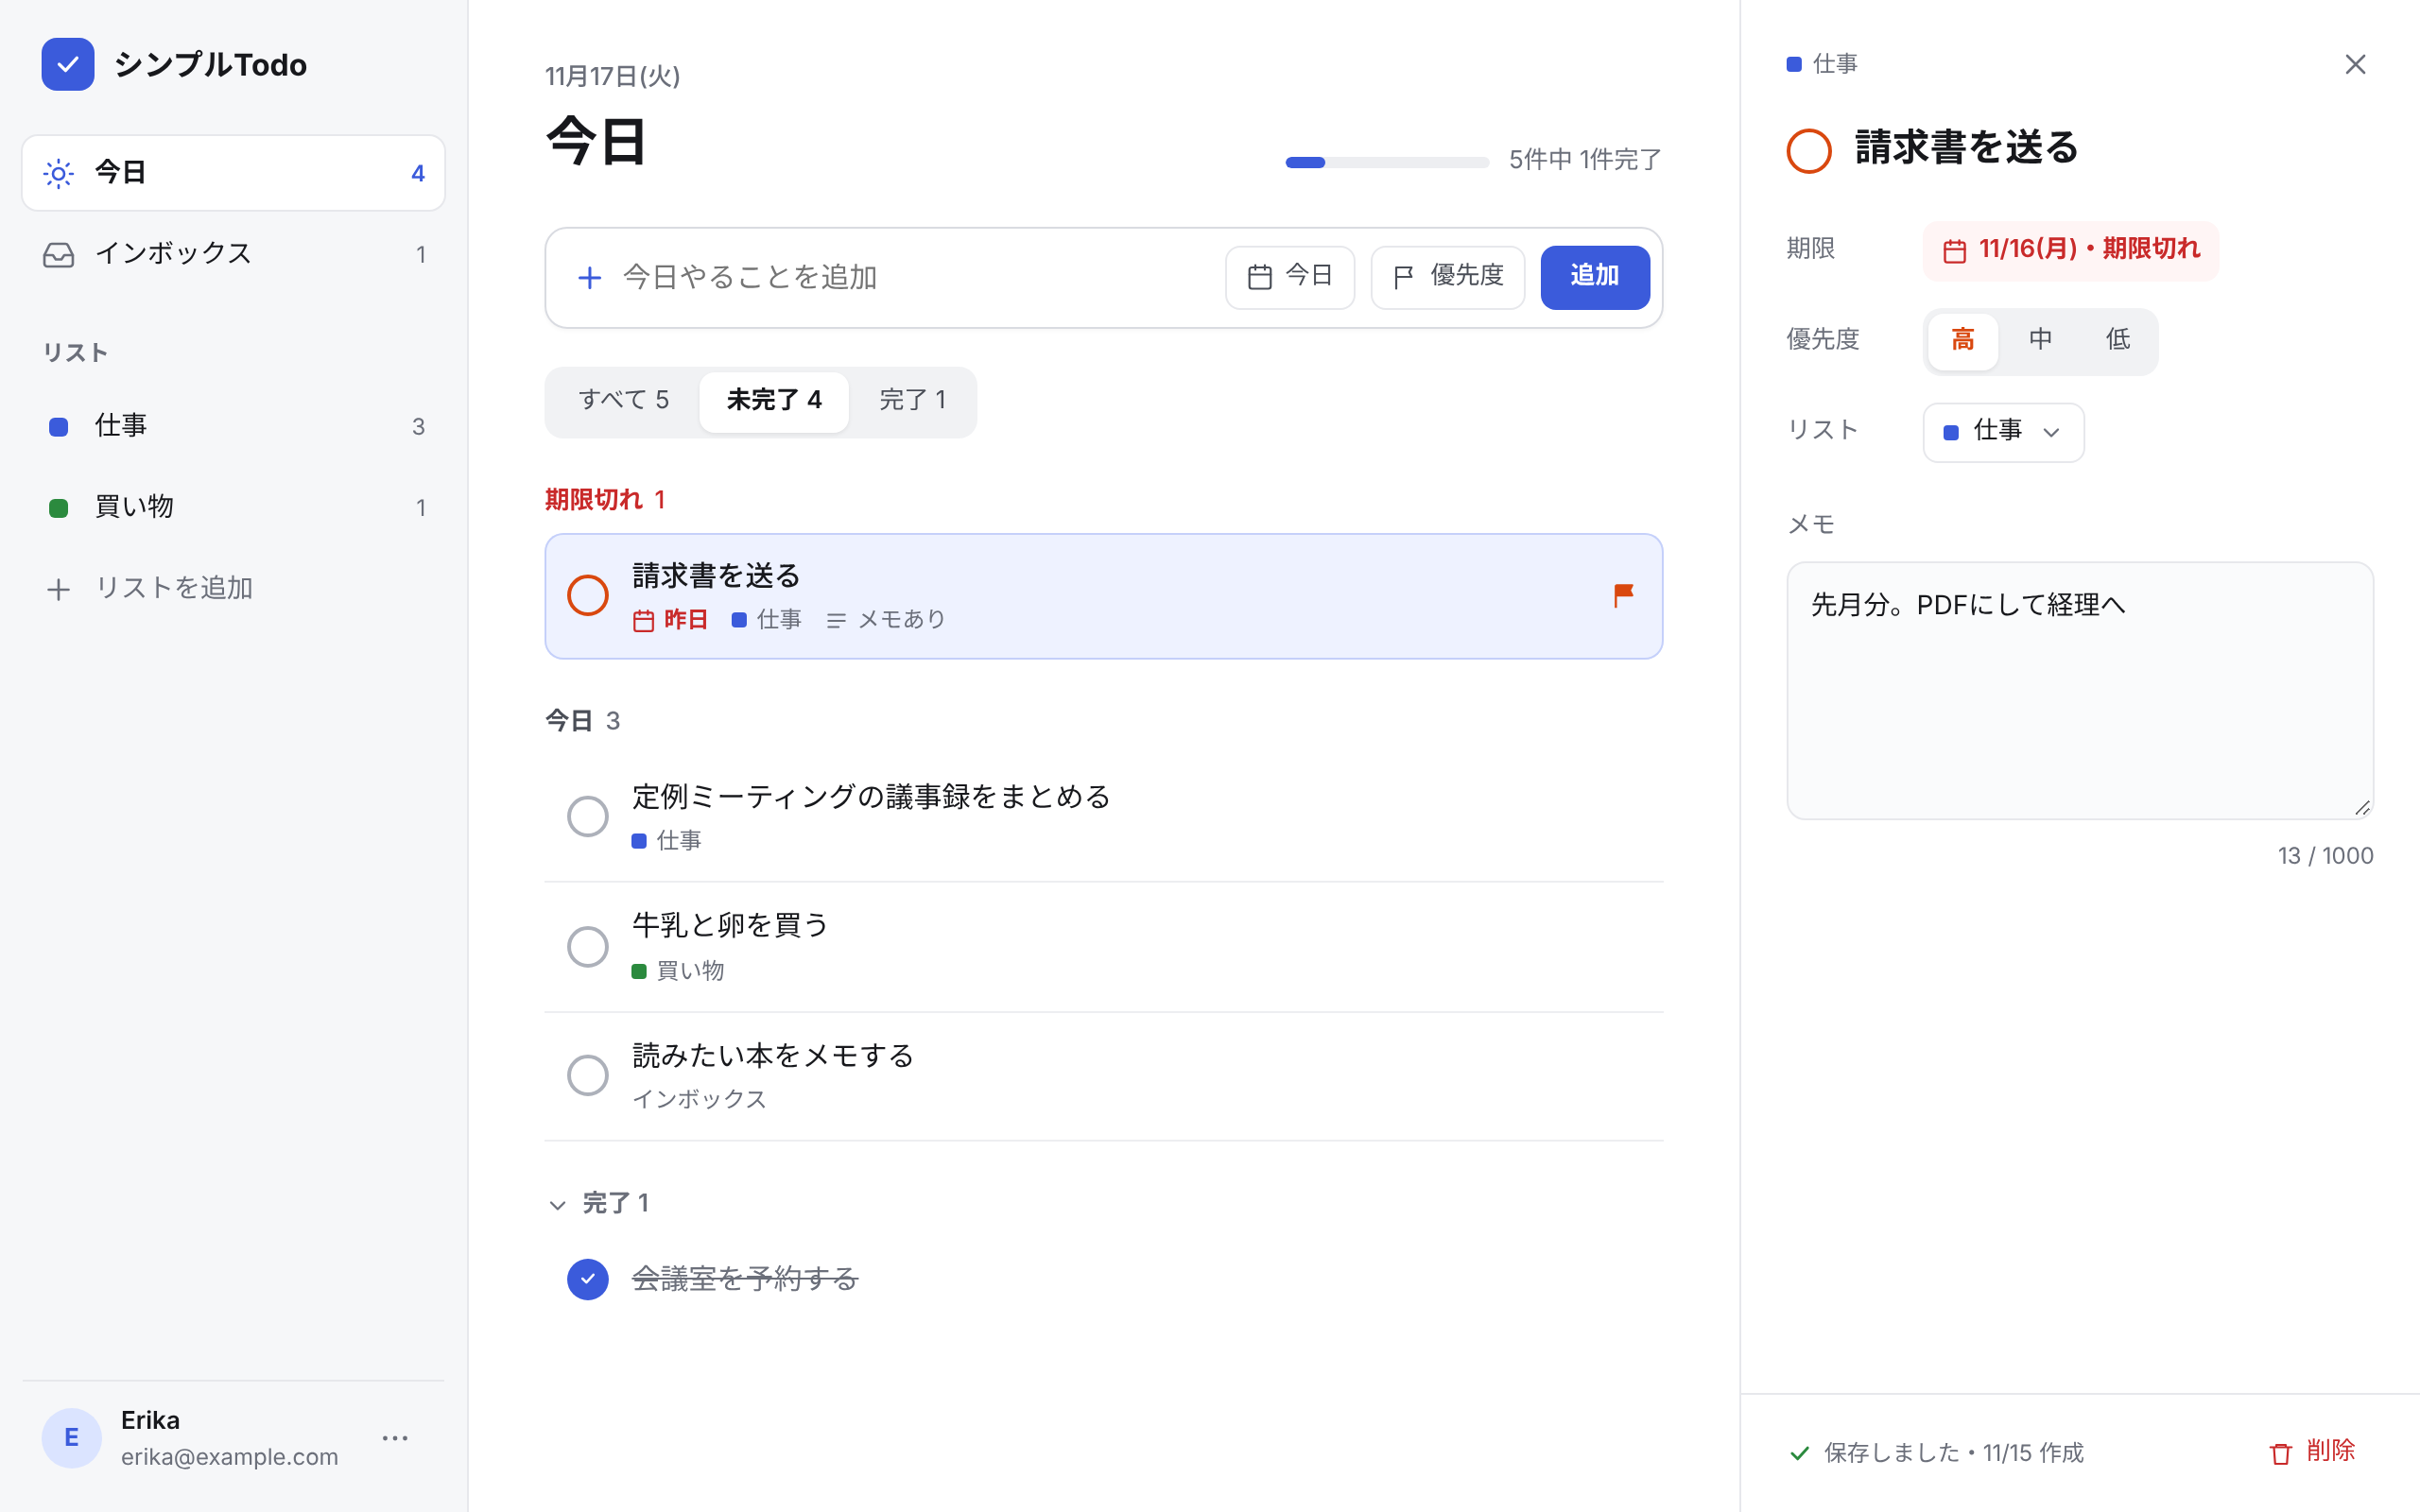 シンプルTodo
今日 4
インボックス 1
リスト
仕事 3
買い物 1
リストを追加
E
Erika
erika@example.com
11月17日(火)
今日
5件中 1件完了
今日やることを追加 今日 優先度 追加
すべて 5 未完了 4 完了 1
期限切れ 1
請求書を送る
昨日 仕事 メモあり
今日 3
定例ミーティングの議事録をまとめる
仕事
牛乳と卵を買う
買い物
読みたい本をメモする
インボックス
完了 1
会議室を予約する
仕事
請求書を送る
期限 11/16(月)・期限切れ
優先度 高 中 低
リスト 仕事
メモ
先月分。PDFにして経理へ
13 / 1000
保存しました・11/15 作成 削除